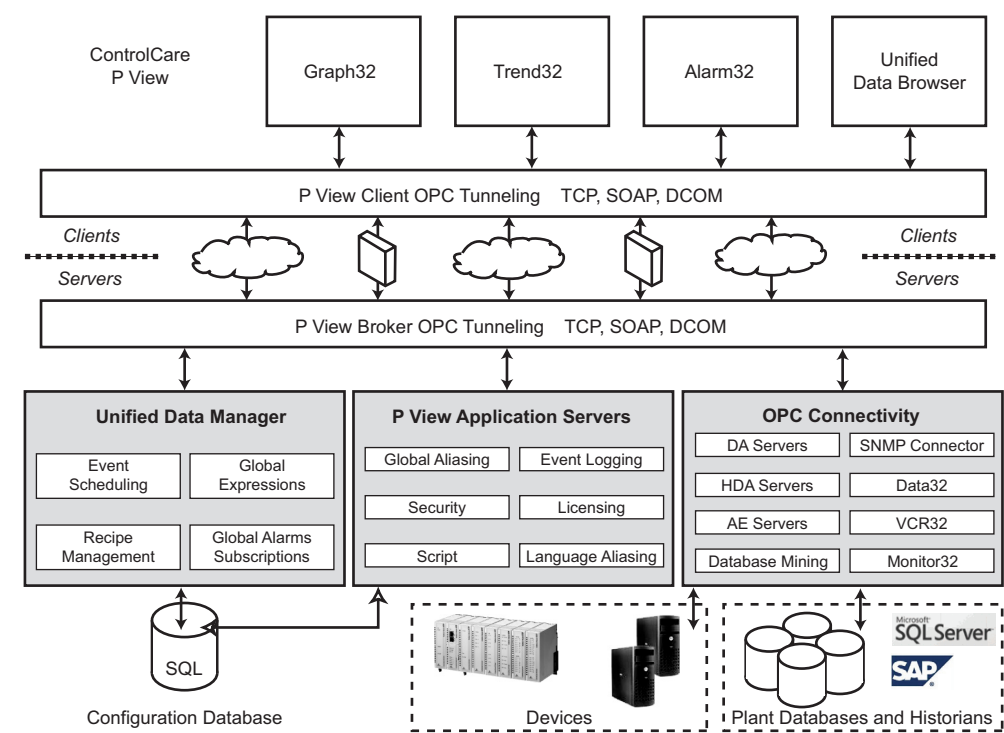 ControlCare
P View
Graph32
Trend32
Alarm32
Unified
Data Browser
P View Client OPC Tunneling TCP, SOAP, DCOM
Clients
Servers
Clients
Servers
P View Broker OPC Tunneling TCP, SOAP, DCOM
Unified Data Manager
Event
Scheduling
Global
Expressions
Recipe
Management
Global Alarms
Subscriptions
P View Application Servers
Global Aliasing
Event Logging
Security
Licensing
Script
Language Aliasing
OPC Connectivity
DA Servers
SNMP Connector
HDA Servers
Data32
AE Servers
VCR32
Database Mining
Monitor32
SQL
Configuration Database
Devices
Microsoft
SQL Server
SAP
Plant Databases and Historians